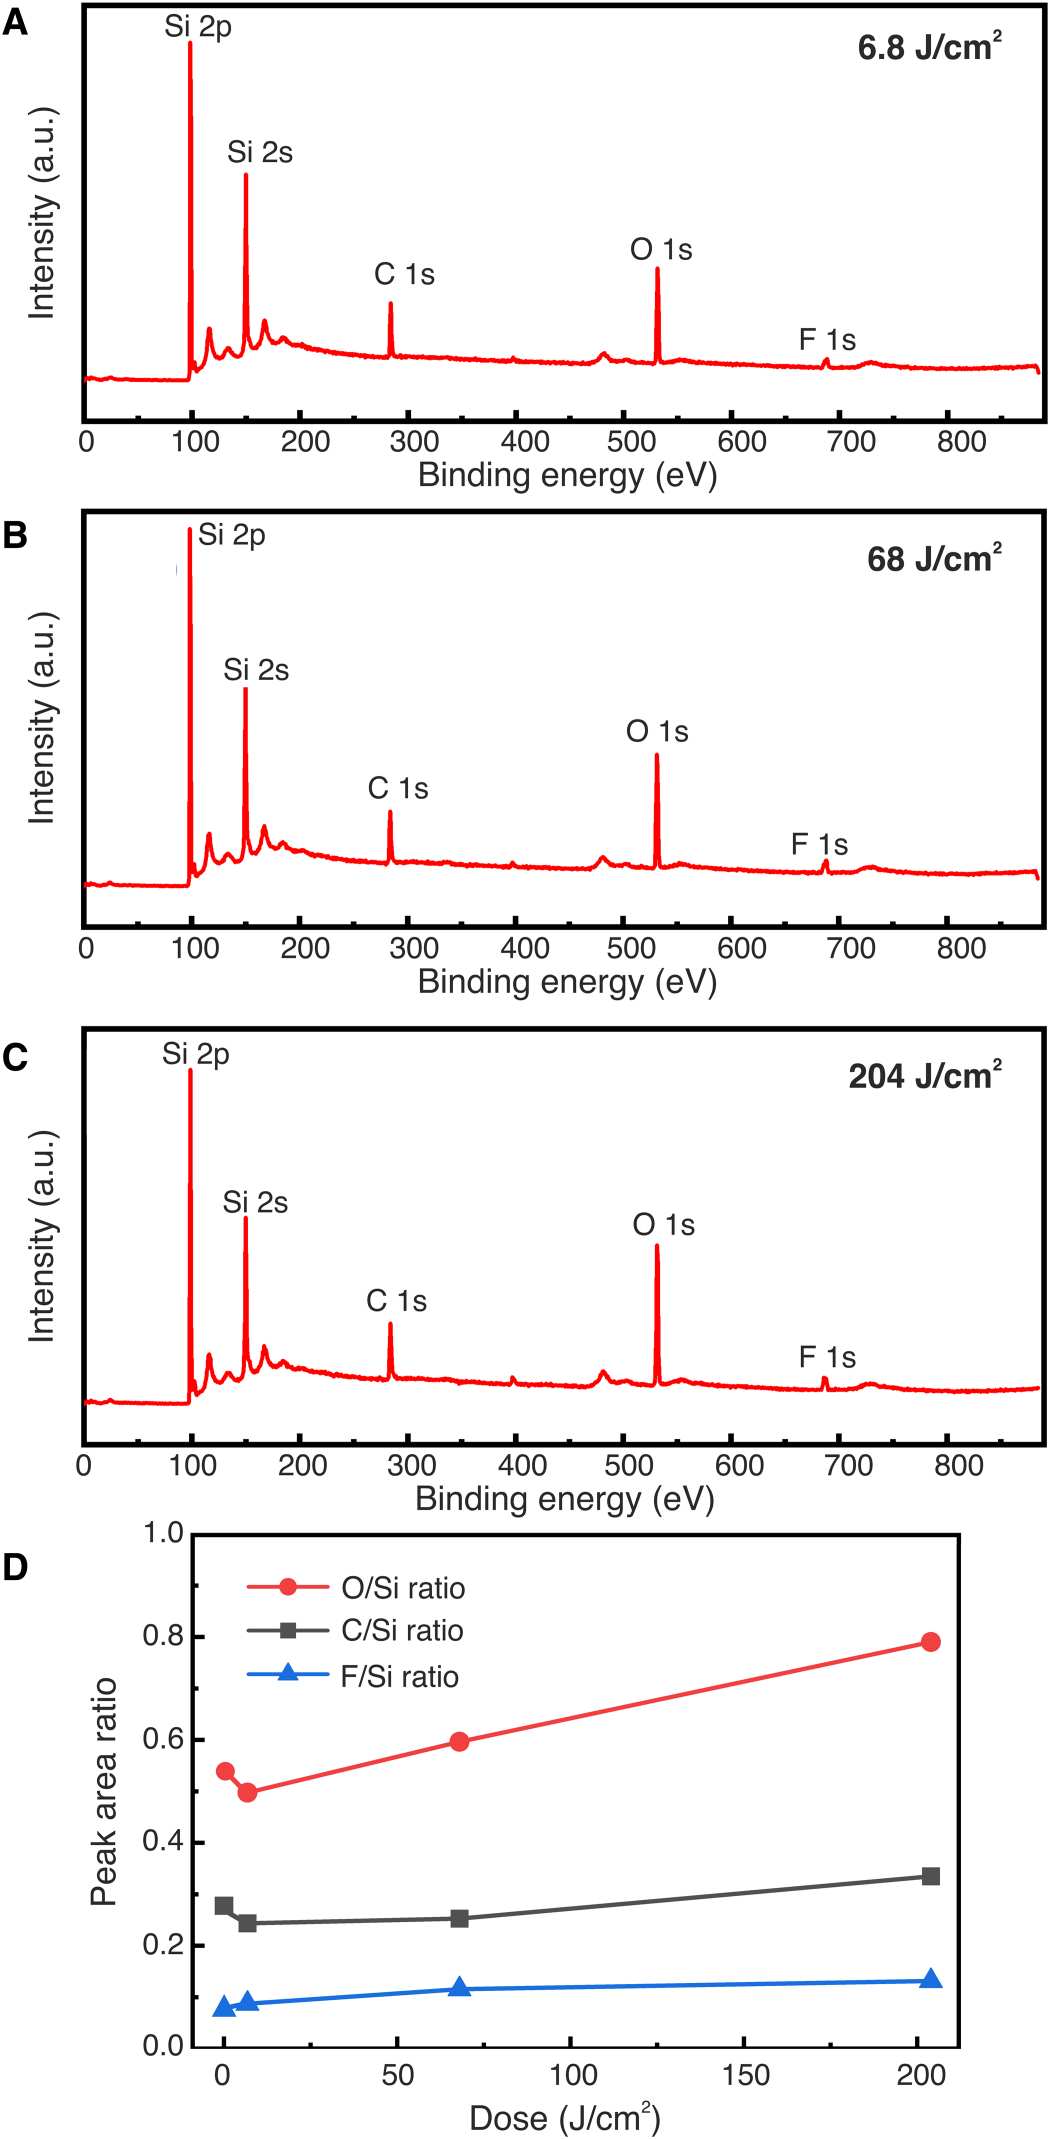 A
Si 2p
6.8 J/cm²
Si 2s
C 1s
O 1s
F 1s
Intensity (a.u.)
0 100 200 300 400 500 600 700 800
Binding energy (eV)
B
Si 2p
68 J/cm²
Si 2s
C 1s
O 1s
F 1s
Intensity (a.u.)
0 100 200 300 400 500 600 700 800
Binding energy (eV)
C
Si 2p
204 J/cm²
Si 2s
C 1s
O 1s
F 1s
Intensity (a.u.)
0 100 200 300 400 500 600 700 800
Binding energy (eV)
D
1.0
0.8
0.6
0.4
0.2
0.0
Peak area ratio
O/Si ratio
C/Si ratio
F/Si ratio
0 50 100 150 200
Dose (J/cm²)